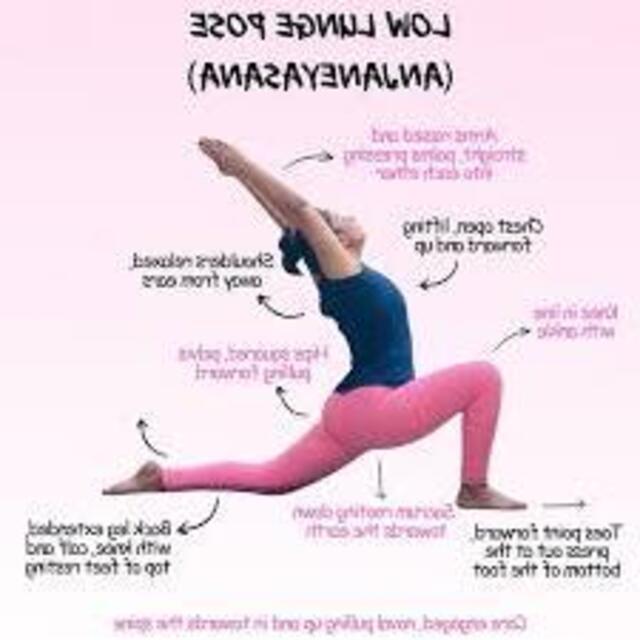 LOW LUNGE POSE
(ANJANEYASANA)
Arms raised and
straight, palms pressing
into each other
Chest open, lifting
forward and up
Shoulders relaxed,
away from ears
Knee in line
with ankle
Hips squared, pelvis
pulling forward
Back leg extended,
with knee, calf and
top of feet resting
Sacrum rooting down
towards the earth
Toes point forward,
press out at the
bottom of the foot
Core engaged, navel pulling up and in towards the spine